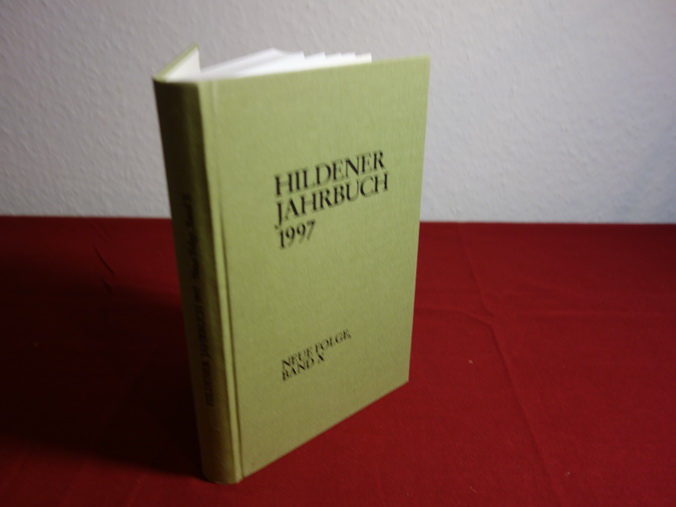 HILDENER
JAHRBUCH
1997
NEUE FOLGE,
BAND X